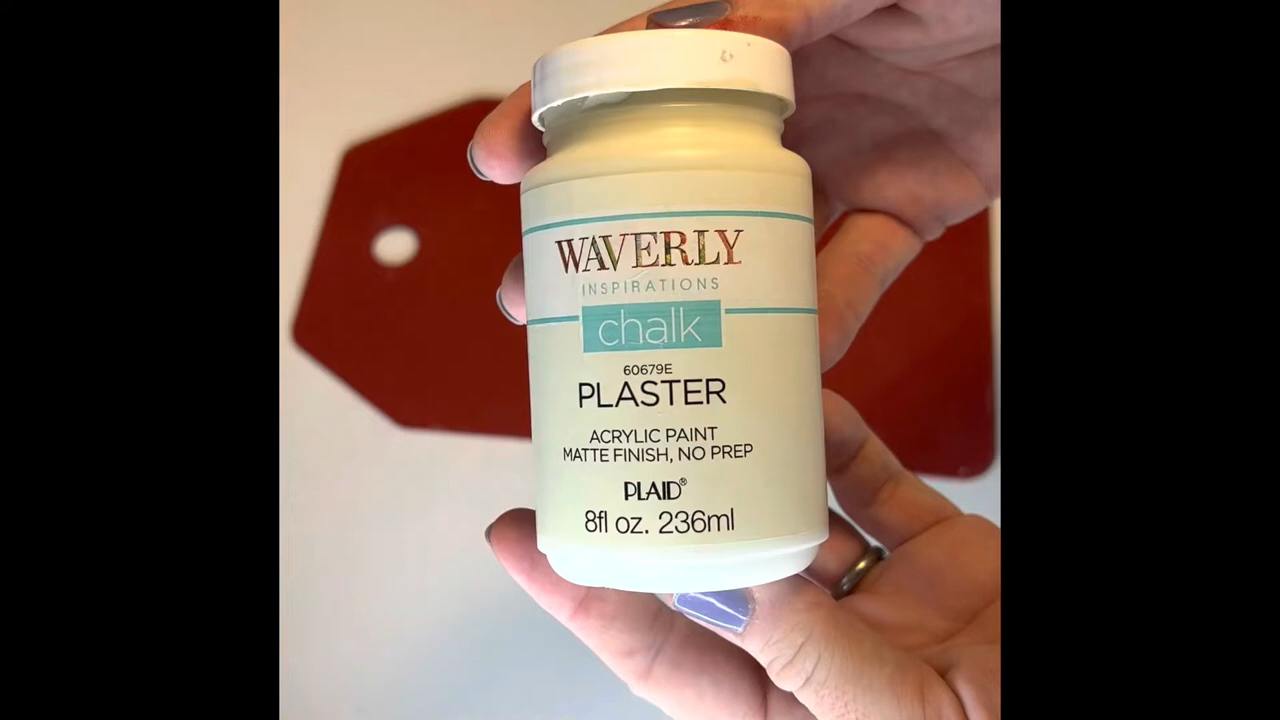 WAVERLY
INSPIRATIONS
chalk
60679E
PLASTER
ACRYLIC PAINT
MATTE FINISH, NO PREP
PLAID®
8fl oz. 236ml